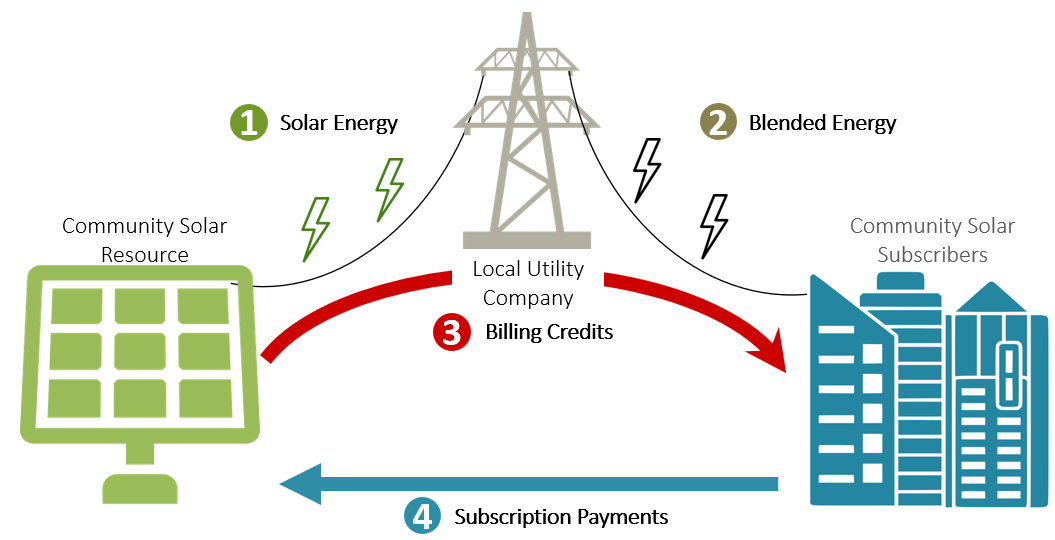 1 Solar Energy
2 Blended Energy
Community Solar
Resource
Community Solar
Subscribers
Local Utility
Company
3 Billing Credits
4 Subscription Payments